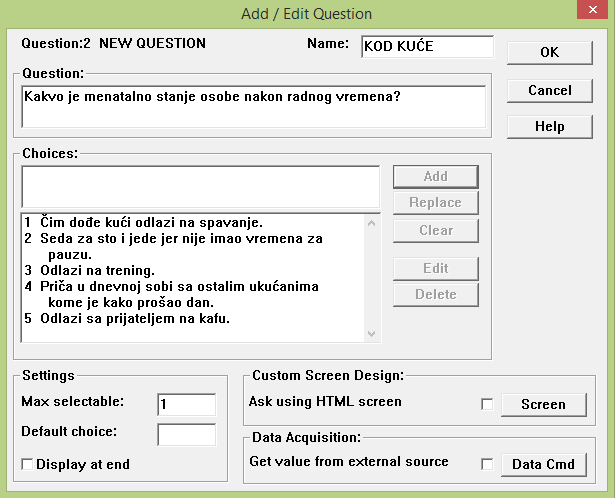 Add / Edit Question
Question:2 NEW QUESTION
Name: KOD KUĆE
OK
Question:
Kakvo je menatalno stanje osobe nakon radnog vremena?
Cancel
Help
Choices:
Add
Replace
Clear
Edit
Delete
1 Čim dođe kući odlazi na spavanje.
2 Seda za sto i jede jer nije imao vremena za
pauzu.
3 Odlazi na trening.
4 Priča u dnevnoj sobi sa ostalim ukućanima
kome je kako prošao dan.
5 Odlazi sa prijateljem na kafu.
Settings
Max selectable: 1
Default choice:
Display at end
Custom Screen Design:
Ask using HTML screen
Screen
Data Acquisition:
Get value from external source
Data Cmd